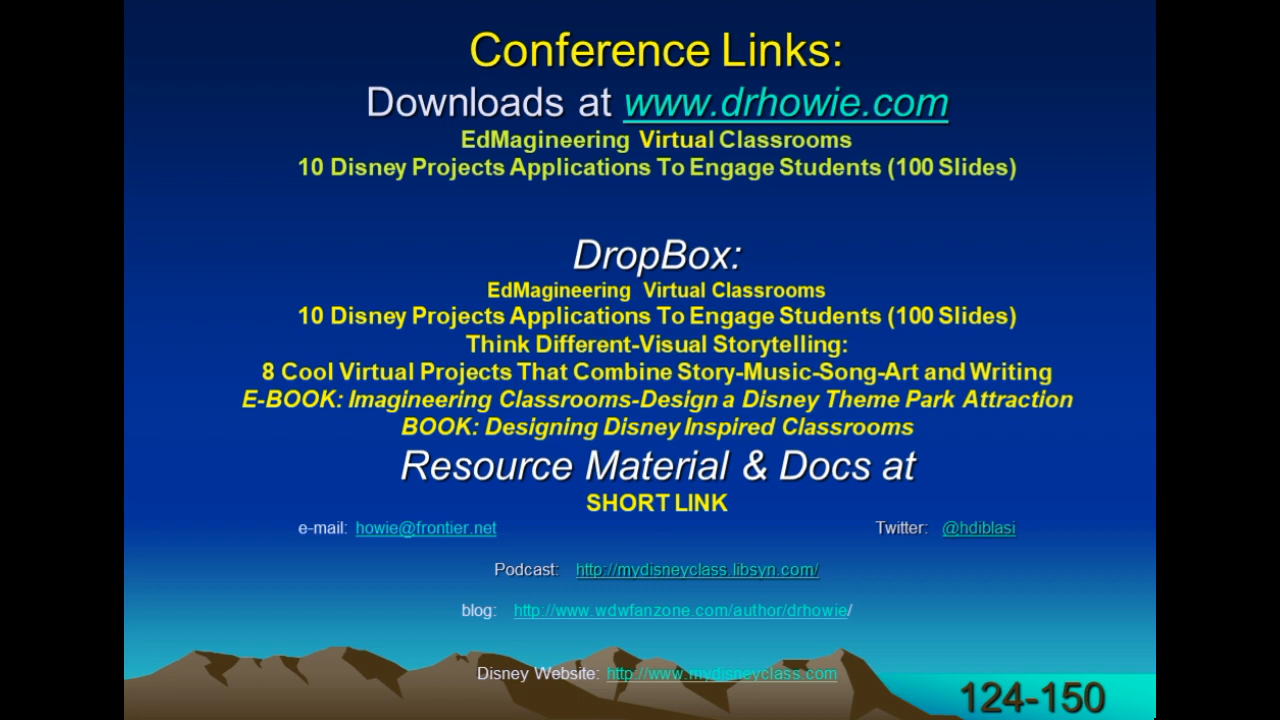 Conference Links:
Downloads at www.drhowie.com
EdMagineering Virtual Classrooms
10 Disney Projects Applications To Engage Students (100 Slides)
DropBox:
EdMagineering Virtual Classrooms
10 Disney Projects Applications To Engage Students (100 Slides)
Think Different-Visual Storytelling:
8 Cool Virtual Projects That Combine Story-Music-Song-Art and Writing
E-BOOK: Imagineering Classrooms-Design a Disney Theme Park Attraction
BOOK: Designing Disney Inspired Classrooms
Resource Material & Docs at
SHORT LINK
e-mail: howie@frontier.net Twitter: @hdiblasi
Podcast: http://mydisneyclass.libsyn.com/
blog: http://www.wdwfanzone.com/author/drhowie/
Disney Website: http://www.mydisneyclass.com
124-150